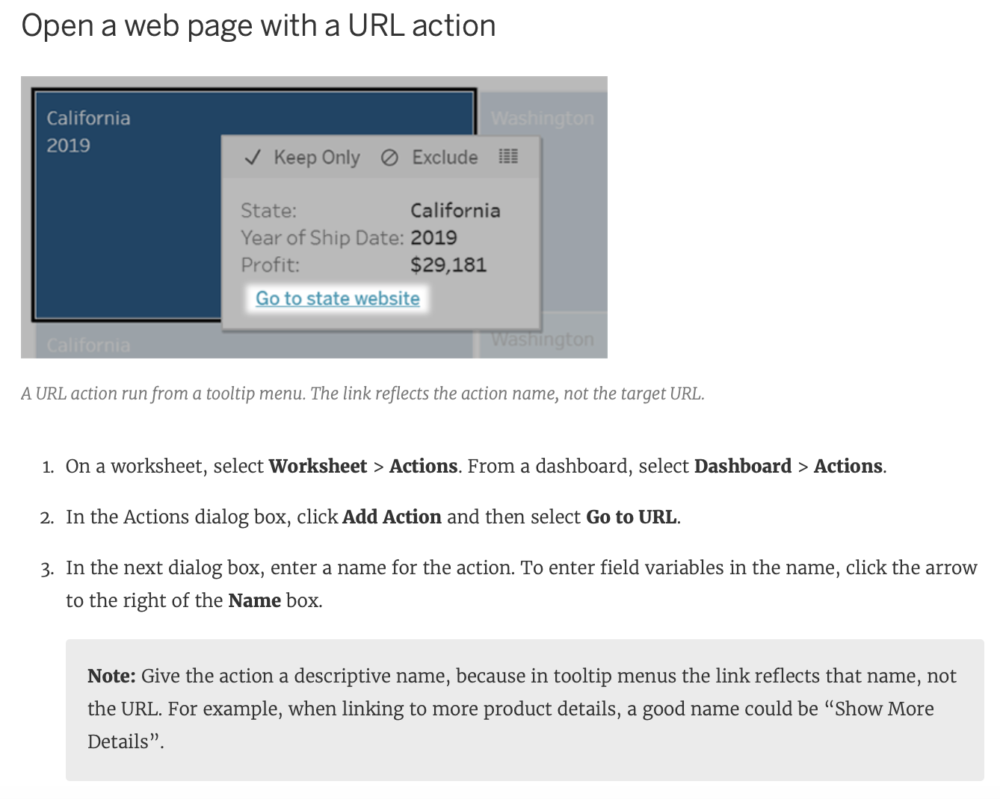 Open a web page with a URL action
California
2019
Washington
Keep Only Exclude
State: California
Year of Ship Date: 2019
Profit: $29,181
Go to state website
California
Washington
A URL action run from a tooltip menu. The link reflects the action name, not the target URL.
1. On a worksheet, select Worksheet > Actions. From a dashboard, select Dashboard > Actions.
2. In the Actions dialog box, click Add Action and then select Go to URL.
3. In the next dialog box, enter a name for the action. To enter field variables in the name, click the arrow
to the right of the Name box.
Note: Give the action a descriptive name, because in tooltip menus the link reflects that name, not
the URL. For example, when linking to more product details, a good name could be “Show More
Details”.